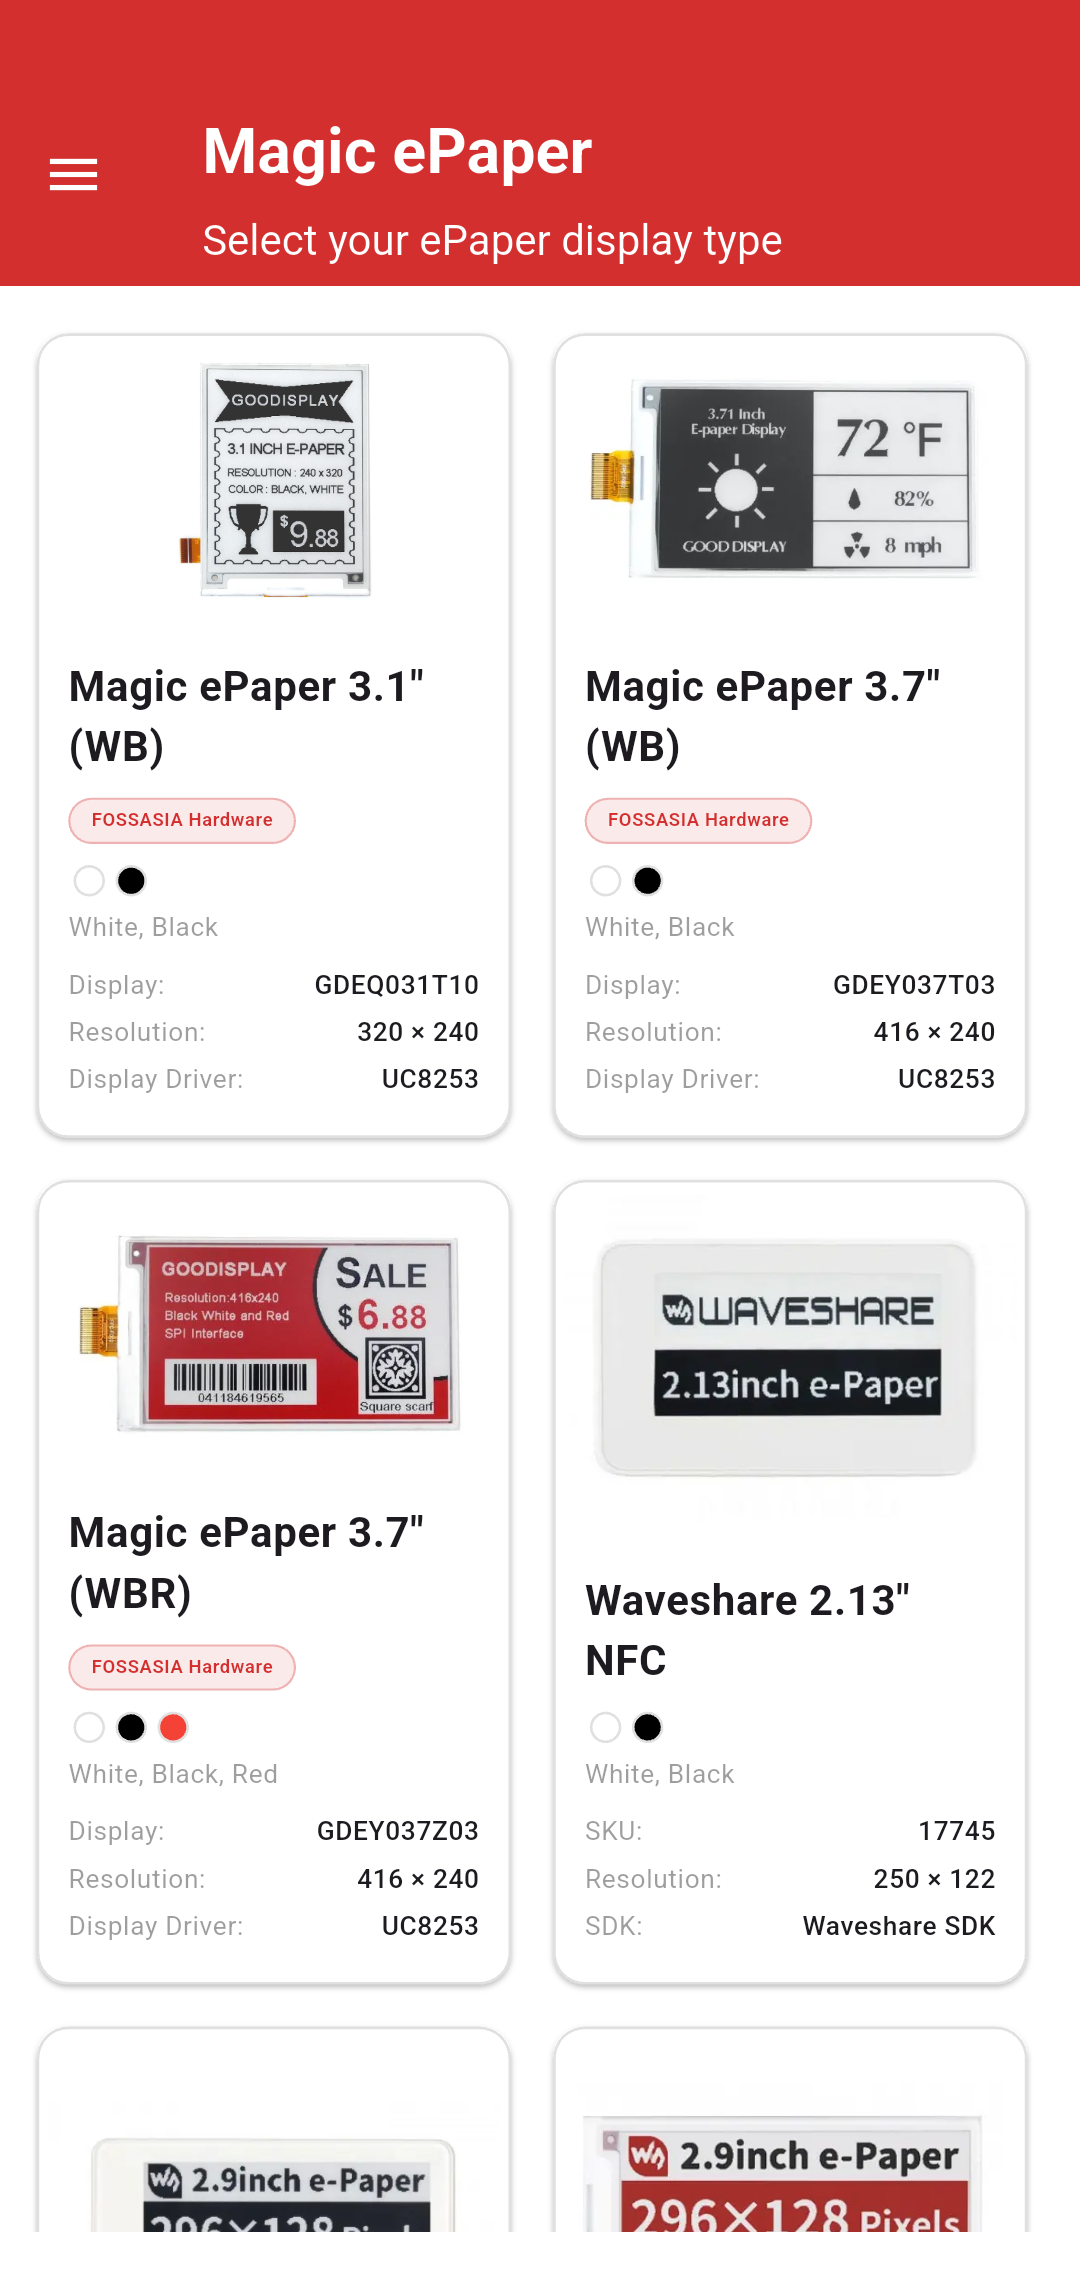 Magic ePaper
Select your ePaper display type
GOODISPLAY
3.1 INCH E-PAPER
RESOLUTION : 240 x 320
COLOR : BLACK, WHITE
$9.88
Magic ePaper 3.1"
(WB)
FOSSASIA Hardware
White, Black
Display: GDEQ031T10
Resolution: 320 × 240
Display Driver: UC8253
3.71 Inch
E-paper Display
GOOD DISPLAY
72 °F
82%
8 mph
Magic ePaper 3.7"
(WB)
FOSSASIA Hardware
White, Black
Display: GDEY037T03
Resolution: 416 × 240
Display Driver: UC8253
GOODISPLAY
Resolution:416x240
Black White and Red
SPI Interface
041184619565
SALE
$6.88
Square scarf
Magic ePaper 3.7"
(WBR)
FOSSASIA Hardware
White, Black, Red
Display: GDEY037Z03
Resolution: 416 × 240
Display Driver: UC8253
WAVESHARE
2.13inch e-Paper
Waveshare 2.13"
NFC
White, Black
SKU: 17745
Resolution: 250 × 122
SDK: Waveshare SDK
2.9inch e-Paper
296×128 Pixels
2.9inch e-Paper
296×128 Pixels